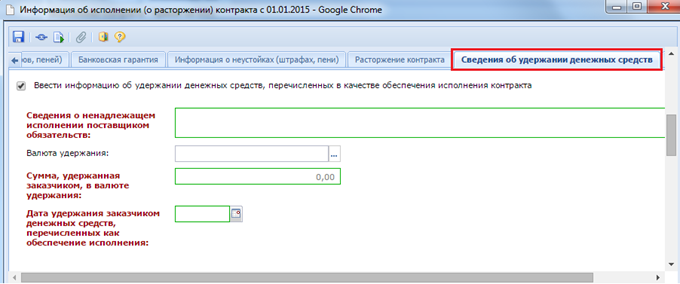 Информация об исполнении (о расторжении) контракта с 01.01.2015 - Google Chrome
ров, пеней) Банковская гарантия Информация о неустойках (штрафах, пени) Расторжение контракта Сведения об удержании денежных средств
Ввести информацию об удержании денежных средств, перечисленных в качестве обеспечения исполнения контракта
Сведения о ненадлежащем
исполнении поставщиком
обязательств:
Валюта удержания: ...
Сумма, удержанная 0,00
заказчиком, в валюте
удержания:
Дата удержания заказчиком
денежных средств,
перечисленных как
обеспечение исполнения: